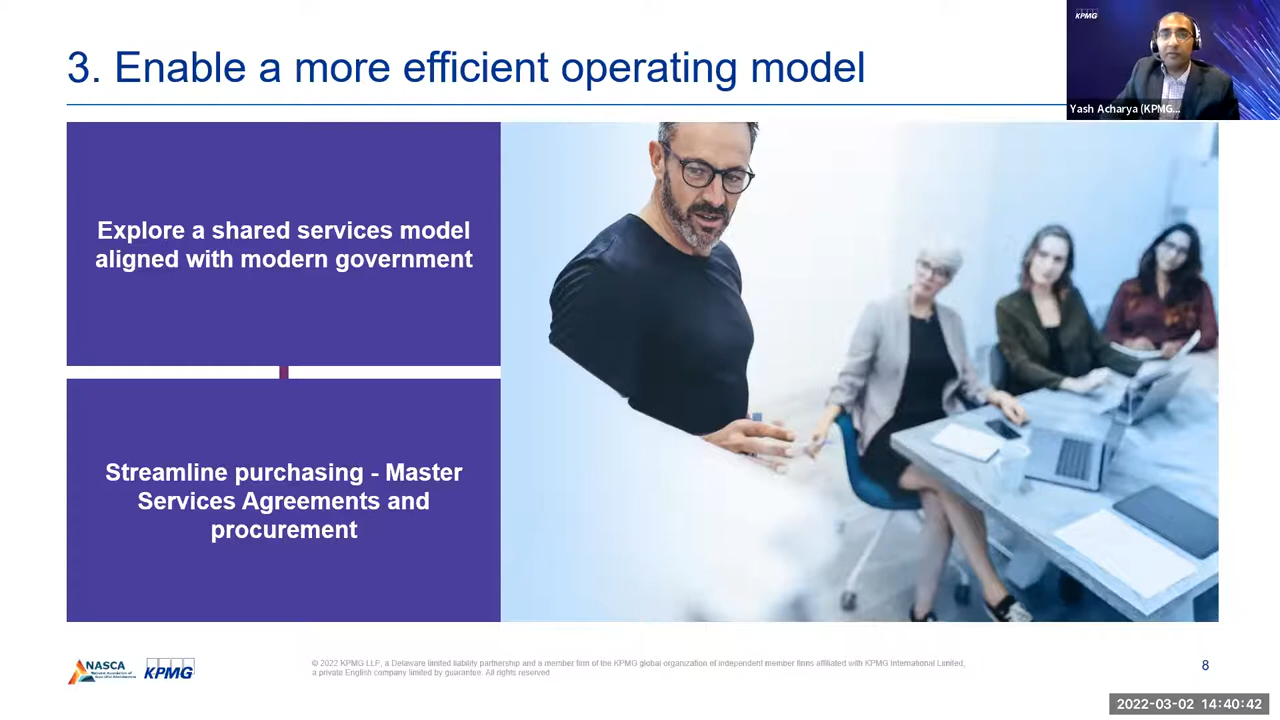 3. Enable a more efficient operating model
KPMG
Yash Acharya (KPMG...
Explore a shared services model
aligned with modern government
Streamline purchasing - Master
Services Agreements and
procurement
NASCA
KPMG
© 2022 KPMG LLP, a Delaware limited liability partnership and a member firm of the KPMG global organization of independent member firms affiliated with KPMG International Limited,
a private English company limited by guarantee. All rights reserved
8
2022-03-02 14:40:42